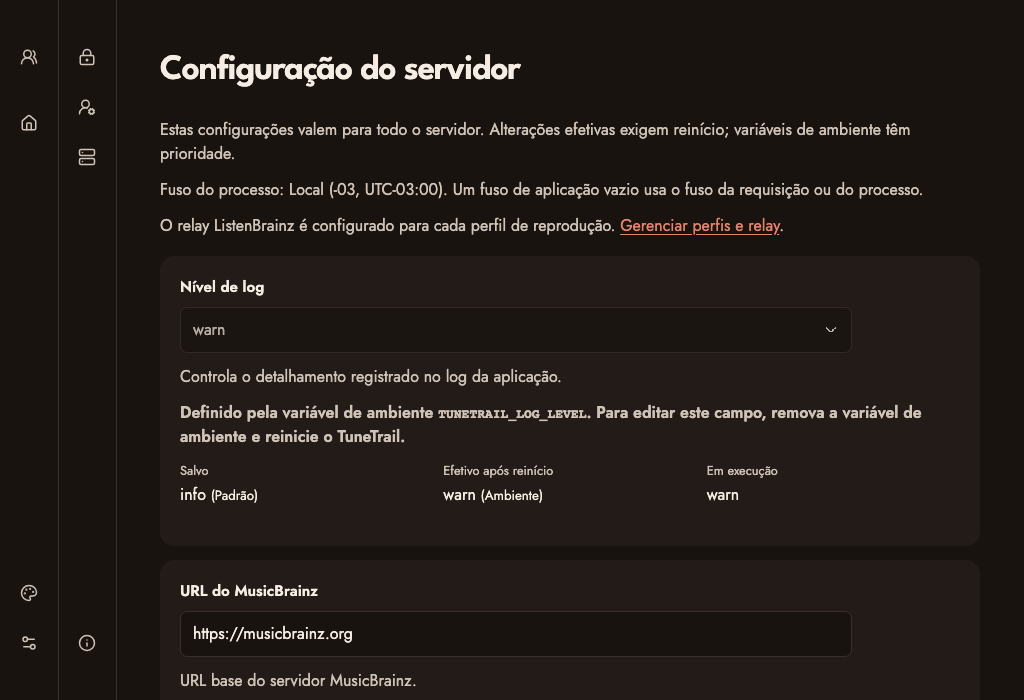 Configuração do servidor
Estas configurações valem para todo o servidor. Alterações efetivas exigem reinício; variáveis de ambiente têm
prioridade.
Fuso do processo: Local (-03, UTC-03:00). Um fuso de aplicação vazio usa o fuso da requisição ou do processo.
O relay ListenBrainz é configurado para cada perfil de reprodução. Gerenciar perfis e relay.
Nível de log
warn
Controla o detalhamento registrado no log da aplicação.
Definido pela variável de ambiente TUNETRAIL_LOG_LEVEL. Para editar este campo, remova a variável de
ambiente e reinicie o TuneTrail.
Salvo Efetivo após reinício Em execução
info (Padrão) warn (Ambiente) warn
URL do MusicBrainz
https://musicbrainz.org
URL base do servidor MusicBrainz.